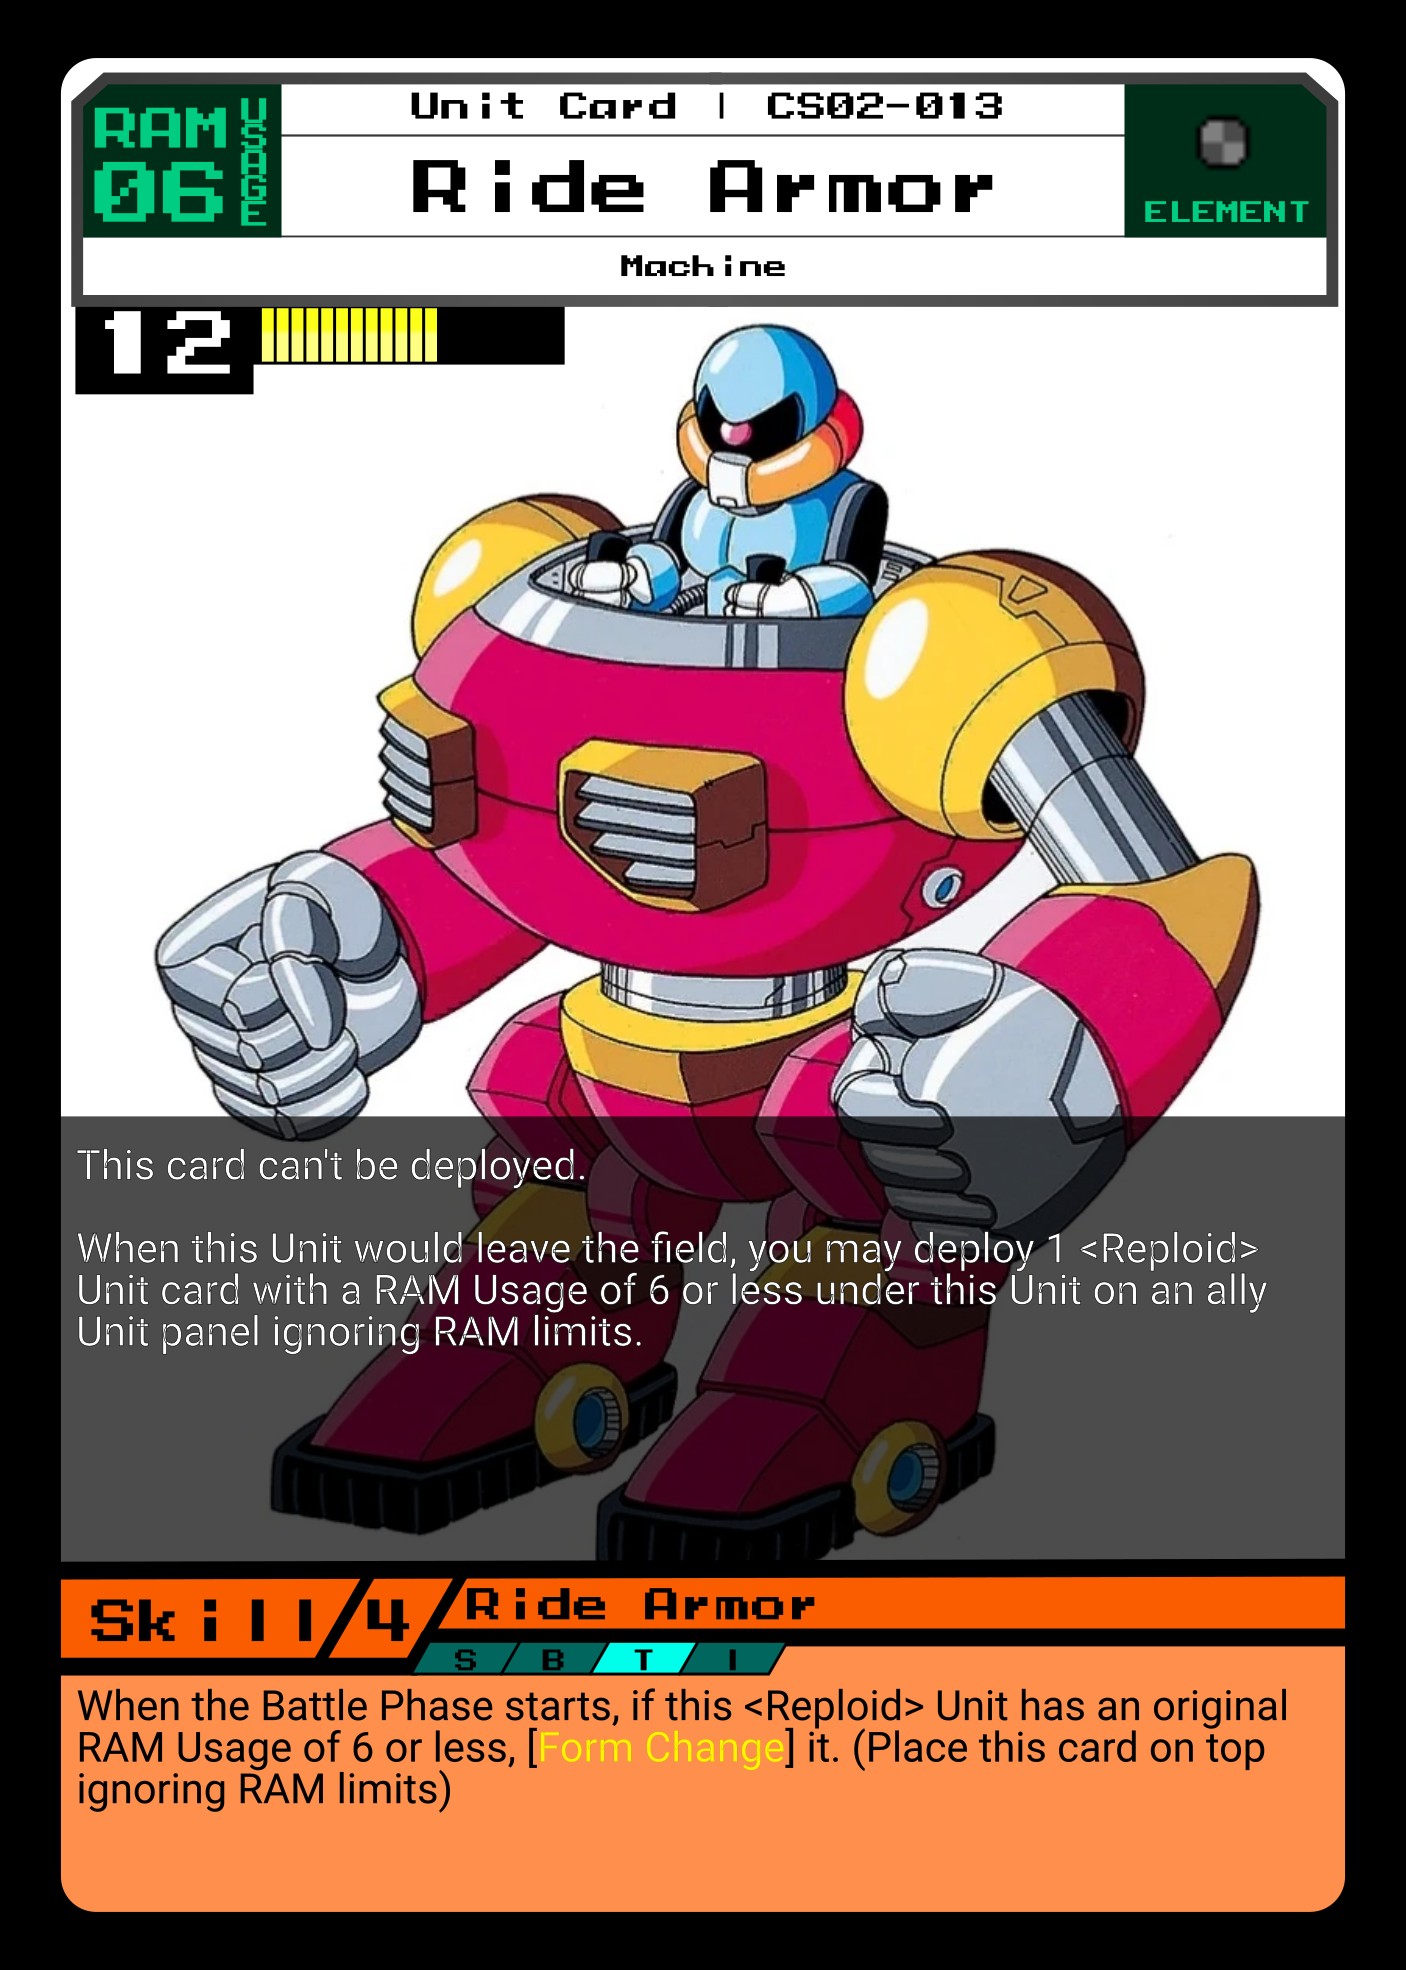 RAM
USAGE
06
Unit Card | CS02-013
Ride Armor
Machine
ELEMENT
12
This card can't be deployed.
When this Unit would leave the field, you may deploy 1 <Reploid>
Unit card with a RAM Usage of 6 or less under this Unit on an ally
Unit panel ignoring RAM limits.
Skill/4
Ride Armor
S B T I
When the Battle Phase starts, if this <Reploid> Unit has an original
RAM Usage of 6 or less, [Form Change] it. (Place this card on top
ignoring RAM limits)